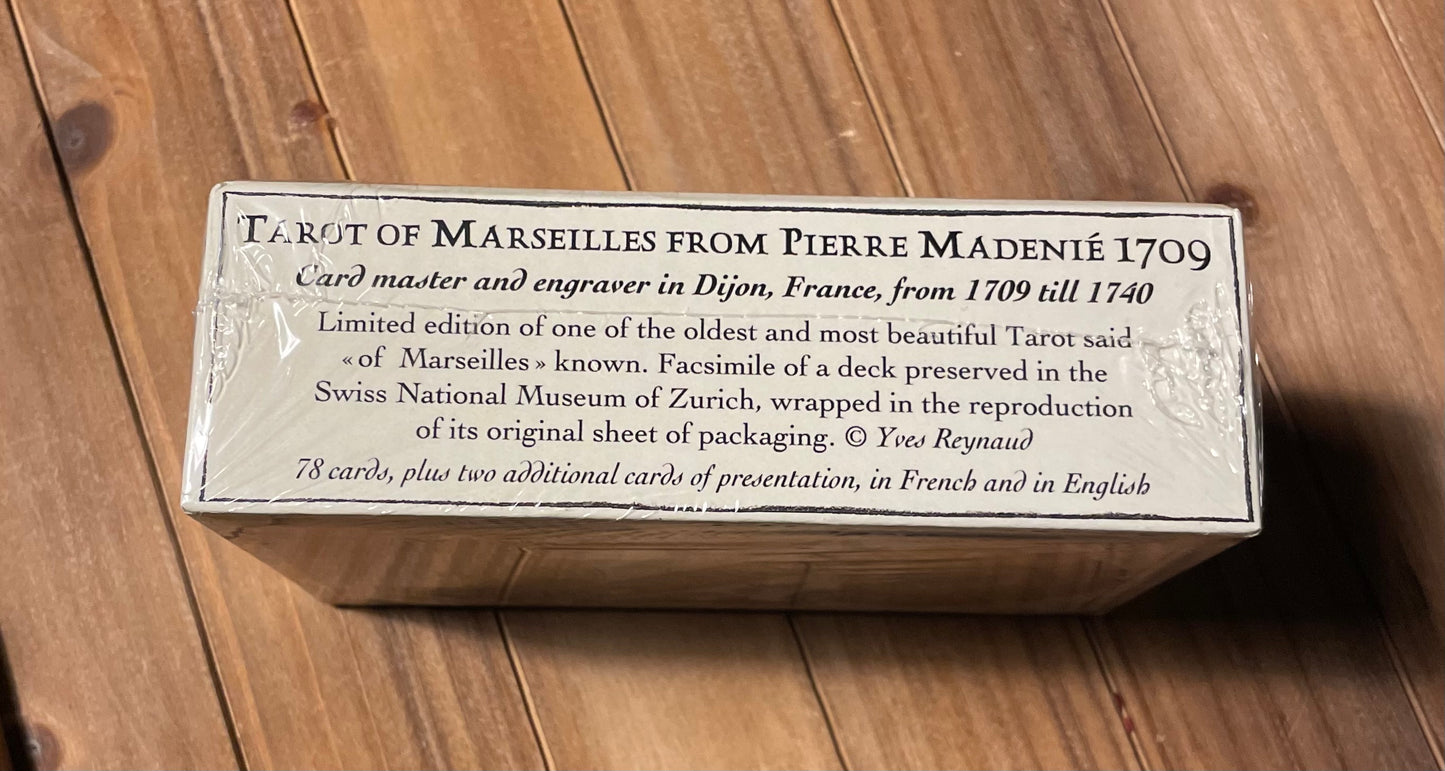 TAROT OF MARSEILLES FROM PIERRE MADENIÉ 1709
Card master and engraver in Dijon, France, from 1709 till 1740
Limited edition of one of the oldest and most beautiful Tarot said
« of Marseilles » known. Facsimile of a deck preserved in the
Swiss National Museum of Zurich, wrapped in the reproduction
of its original sheet of packaging. © Yves Reynaud
78 cards, plus two additional cards of presentation, in French and in English